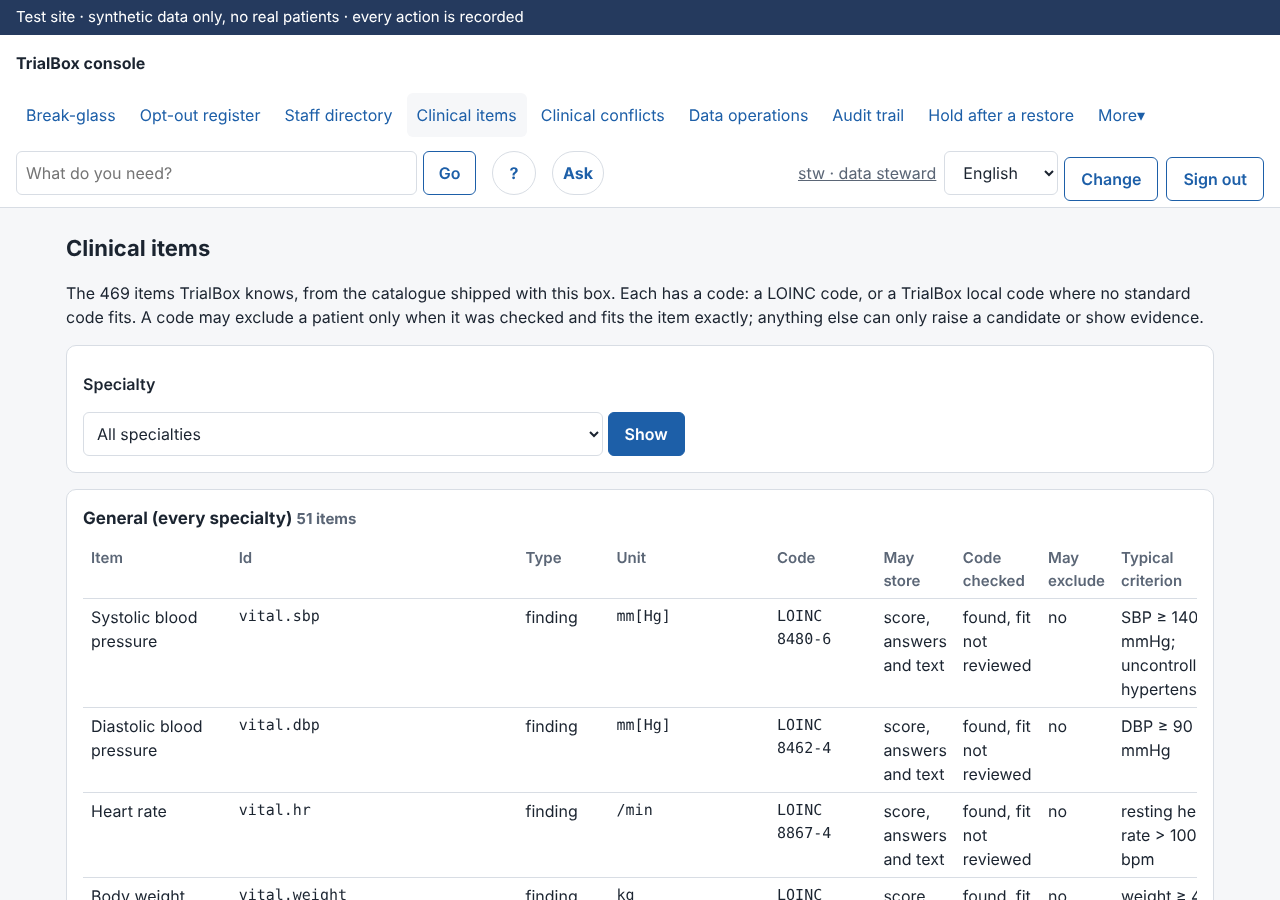 Test site · synthetic data only, no real patients · every action is recorded
TrialBox console
Break-glass Opt-out register Staff directory Clinical items Clinical conflicts Data operations Audit trail Hold after a restore More▾
What do you need? Go ? Ask stw · data steward English Change Sign out
Clinical items
The 469 items TrialBox knows, from the catalogue shipped with this box. Each has a code: a LOINC code, or a TrialBox local code where no standard
code fits. A code may exclude a patient only when it was checked and fits the item exactly; anything else can only raise a candidate or show evidence.
Specialty
All specialties Show
General (every specialty) 51 items
Item Id Type Unit Code May store Code checked May exclude Typical criterion
Systolic blood vital.sbp finding mm[Hg] LOINC score, found, fit no SBP ≥ 140
pressure 8480-6 answers not mmHg;
and text reviewed uncontroll
hypertens
Diastolic blood vital.dbp finding mm[Hg] LOINC score, found, fit no DBP ≥ 90
pressure 8462-4 answers not mmHg
and text reviewed
Heart rate vital.hr finding /min LOINC score, found, fit no resting he
8867-4 answers not rate > 100
and text reviewed bpm
Body weight vital.weight finding kg LOINC score, found, fit no weight ≥ 4